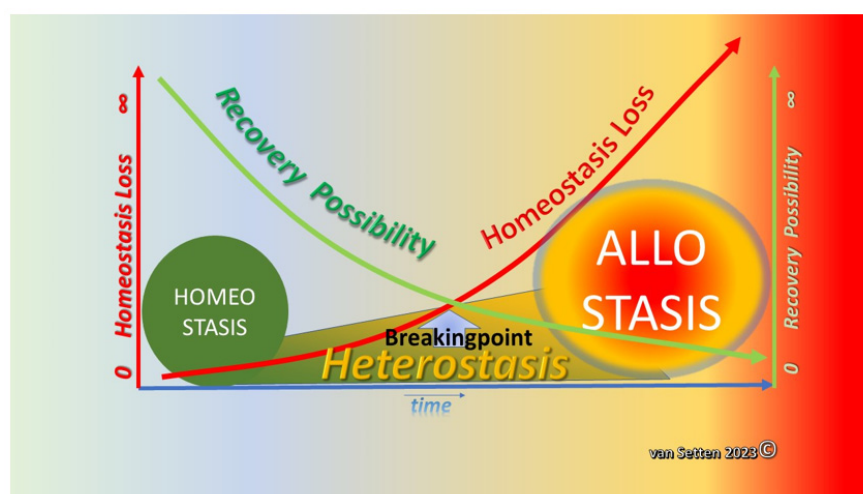 ∞
Homeostasis Loss
0
Recovery Possibility
Homeostasis Loss
∞
Recovery Possibility
0
HOMEO
STASIS
ALLO
STASIS
Breakingpoint
Heterostasis
time
van Setten 2023©